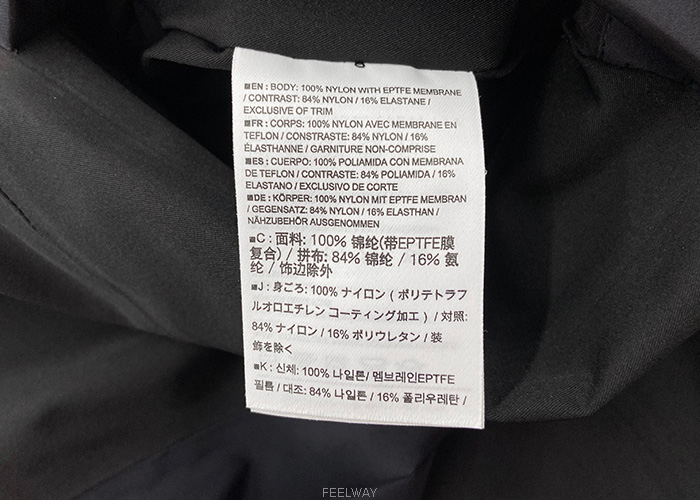 ■EN : BODY: 100% NYLON WITH EPTFE MEMBRANE
/ CONTRAST: 84% NYLON / 16% ELASTANE /
EXCLUSIVE OF TRIM
■FR : CORPS: 100% NYLON AVEC MEMBRANE EN
TEFLON / CONSTRASTE: 84% NYLON / 16%
ÉLASTHANNE / GARNITURE NON-COMPRISE
■ES : CUERPO: 100% POLIAMIDA CON MEMBRANA
DE TEFLON / CONTRASTE: 84% POLIAMIDA / 16%
ELASTANO / EXCLUSIVO DE CORTE
■DE : KÖRPER: 100% NYLON MIT EPTFE MEMBRAN
/ GEGENSATZ: 84% NYLON / 16% ELASTHAN /
NÄHZUBEHÖR AUSGENOMMEN
■C : 面料: 100% 锦纶(带EPTFE膜
复合) / 拼布: 84% 锦纶 / 16% 氨
纶 / 饰边除外
■J : 身ごろ: 100% ナイロン ( ポリテトラフ
ルオロエチレン コーティング加工 ) / 対照:
84% ナイロン / 16% ポリウレタン / 装
飾を除く
■K : 신체: 100% 나일론/ 멤브레인EPTFE
필름 / 대조: 84% 나일론 / 16% 폴리우레탄 /
FEELWAY